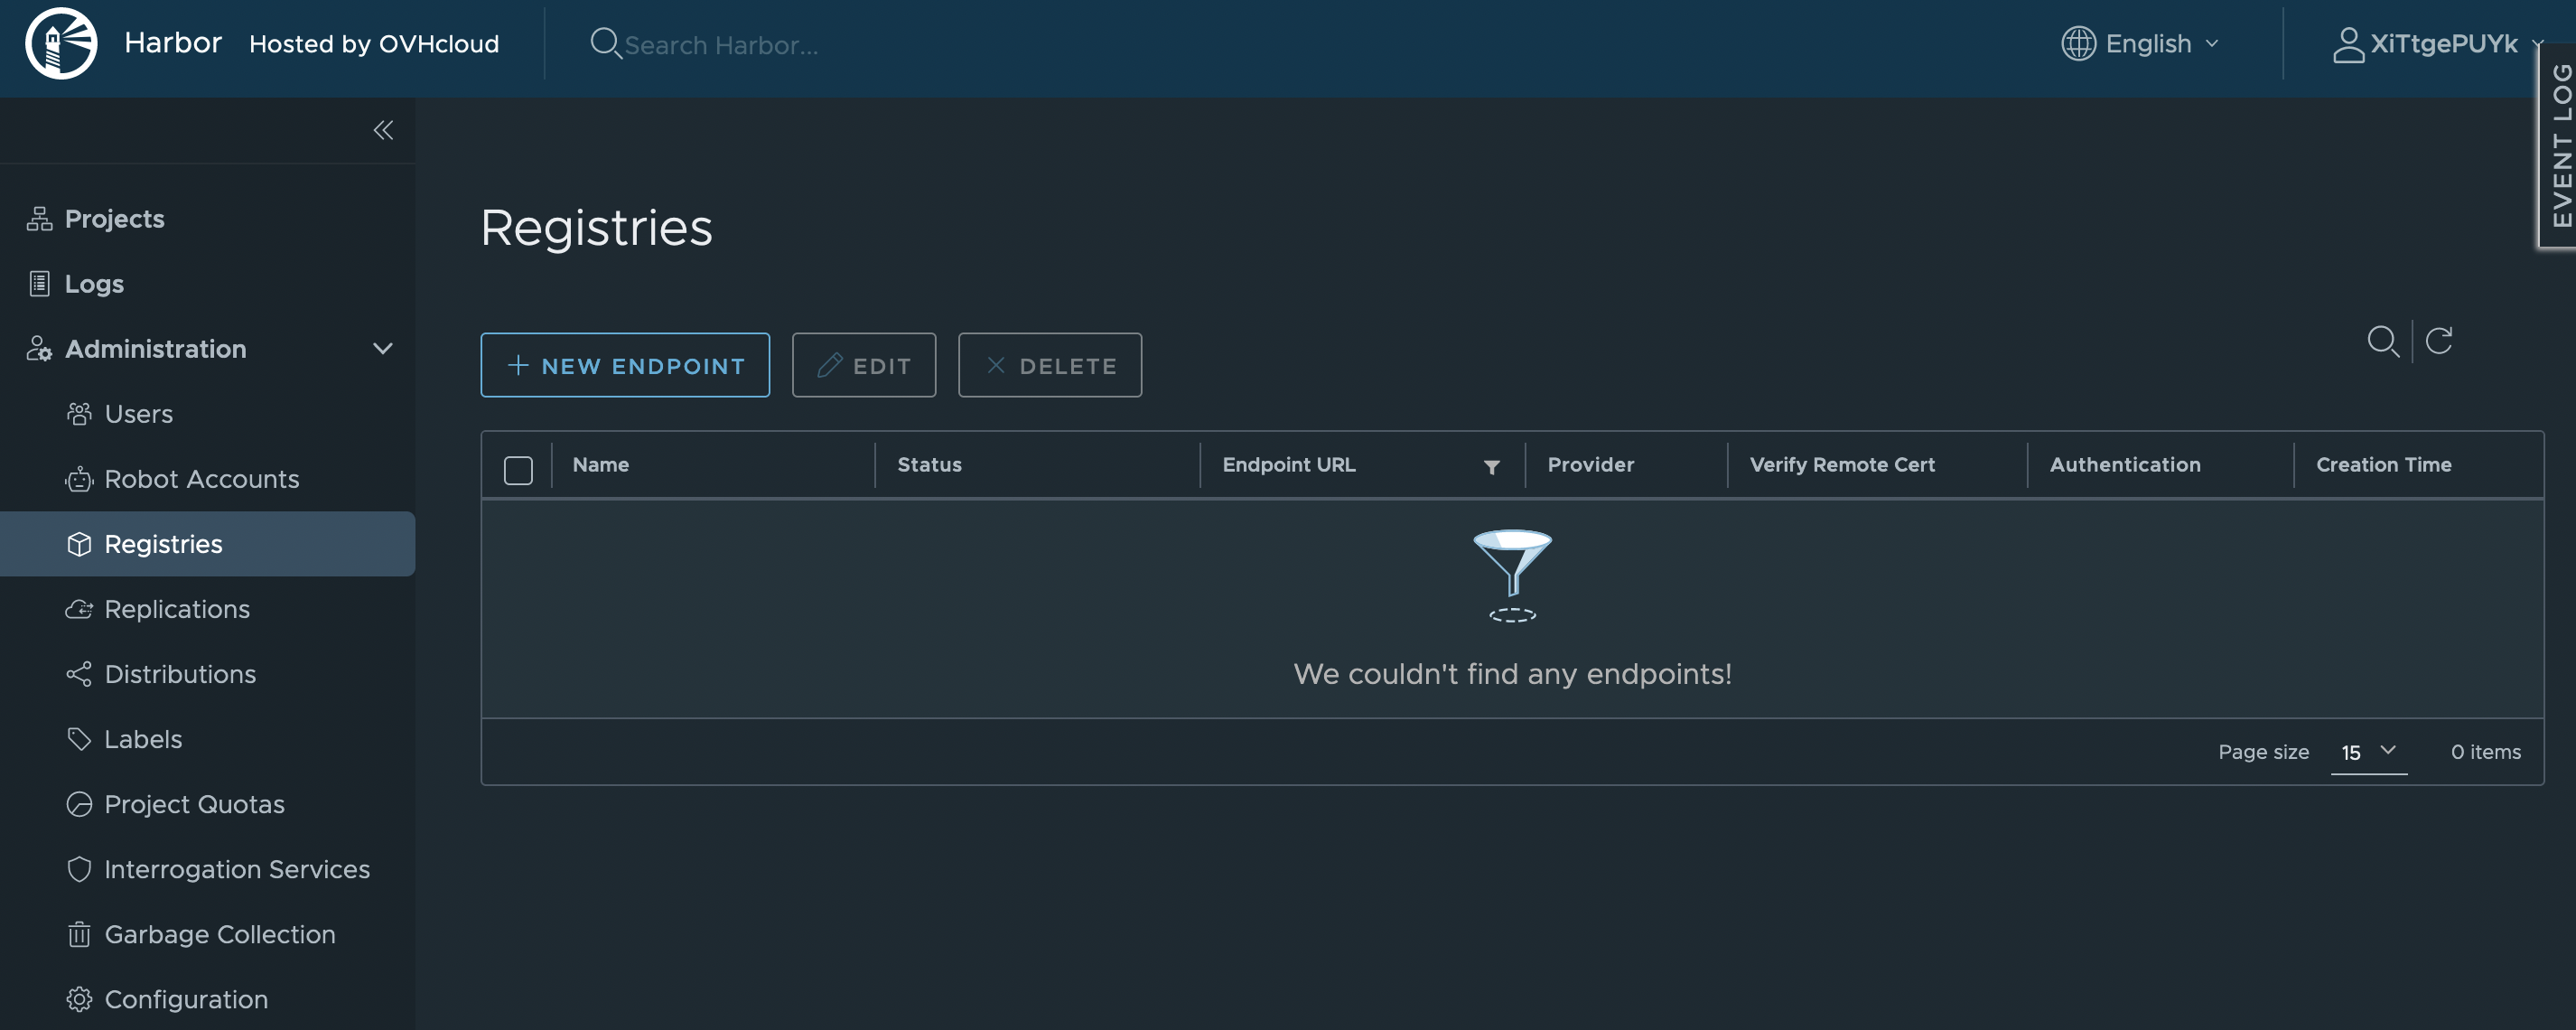 Harbor Hosted by OVHcloud Search Harbor... English XiTtgePUYk
EVENT LOG
Projects
Logs
Administration
Users
Robot Accounts
Registries
Replications
Distributions
Labels
Project Quotas
Interrogation Services
Garbage Collection
Configuration
Registries
NEW ENDPOINT EDIT DELETE
Name Status Endpoint URL Provider Verify Remote Cert Authentication Creation Time
We couldn't find any endpoints!
Page size 15 0 items